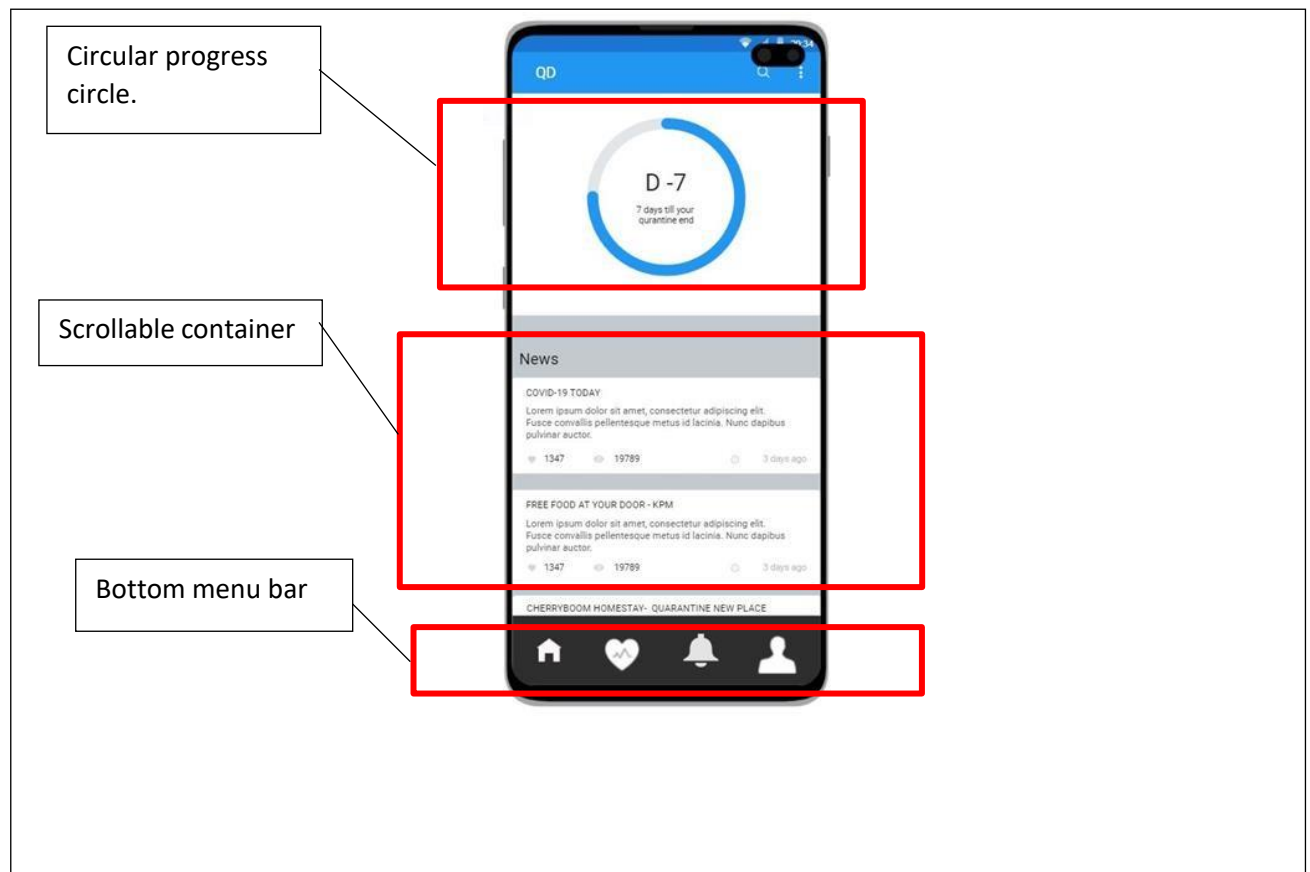 Circular progress
circle.
QD
D -7
7 days till your
qurantine end
Scrollable container
News
COVID-19 TODAY
Lorem ipsum dolor sit amet, consectetur adipiscing elit.
Fusce convallis pellentesque metus id lacinia. Nunc dapibus
pulvinar auctor.
1347 19789 3 days ago
FREE FOOD AT YOUR DOOR - KPM
Lorem ipsum dolor sit amet, consectetur adipiscing elit.
Fusce convallis pellentesque metus id lacinia. Nunc dapibus
pulvinar auctor.
1347 19789 3 days ago
Bottom menu bar
CHERRYBOOM HOMESTAY- QUARANTINE NEW PLACE